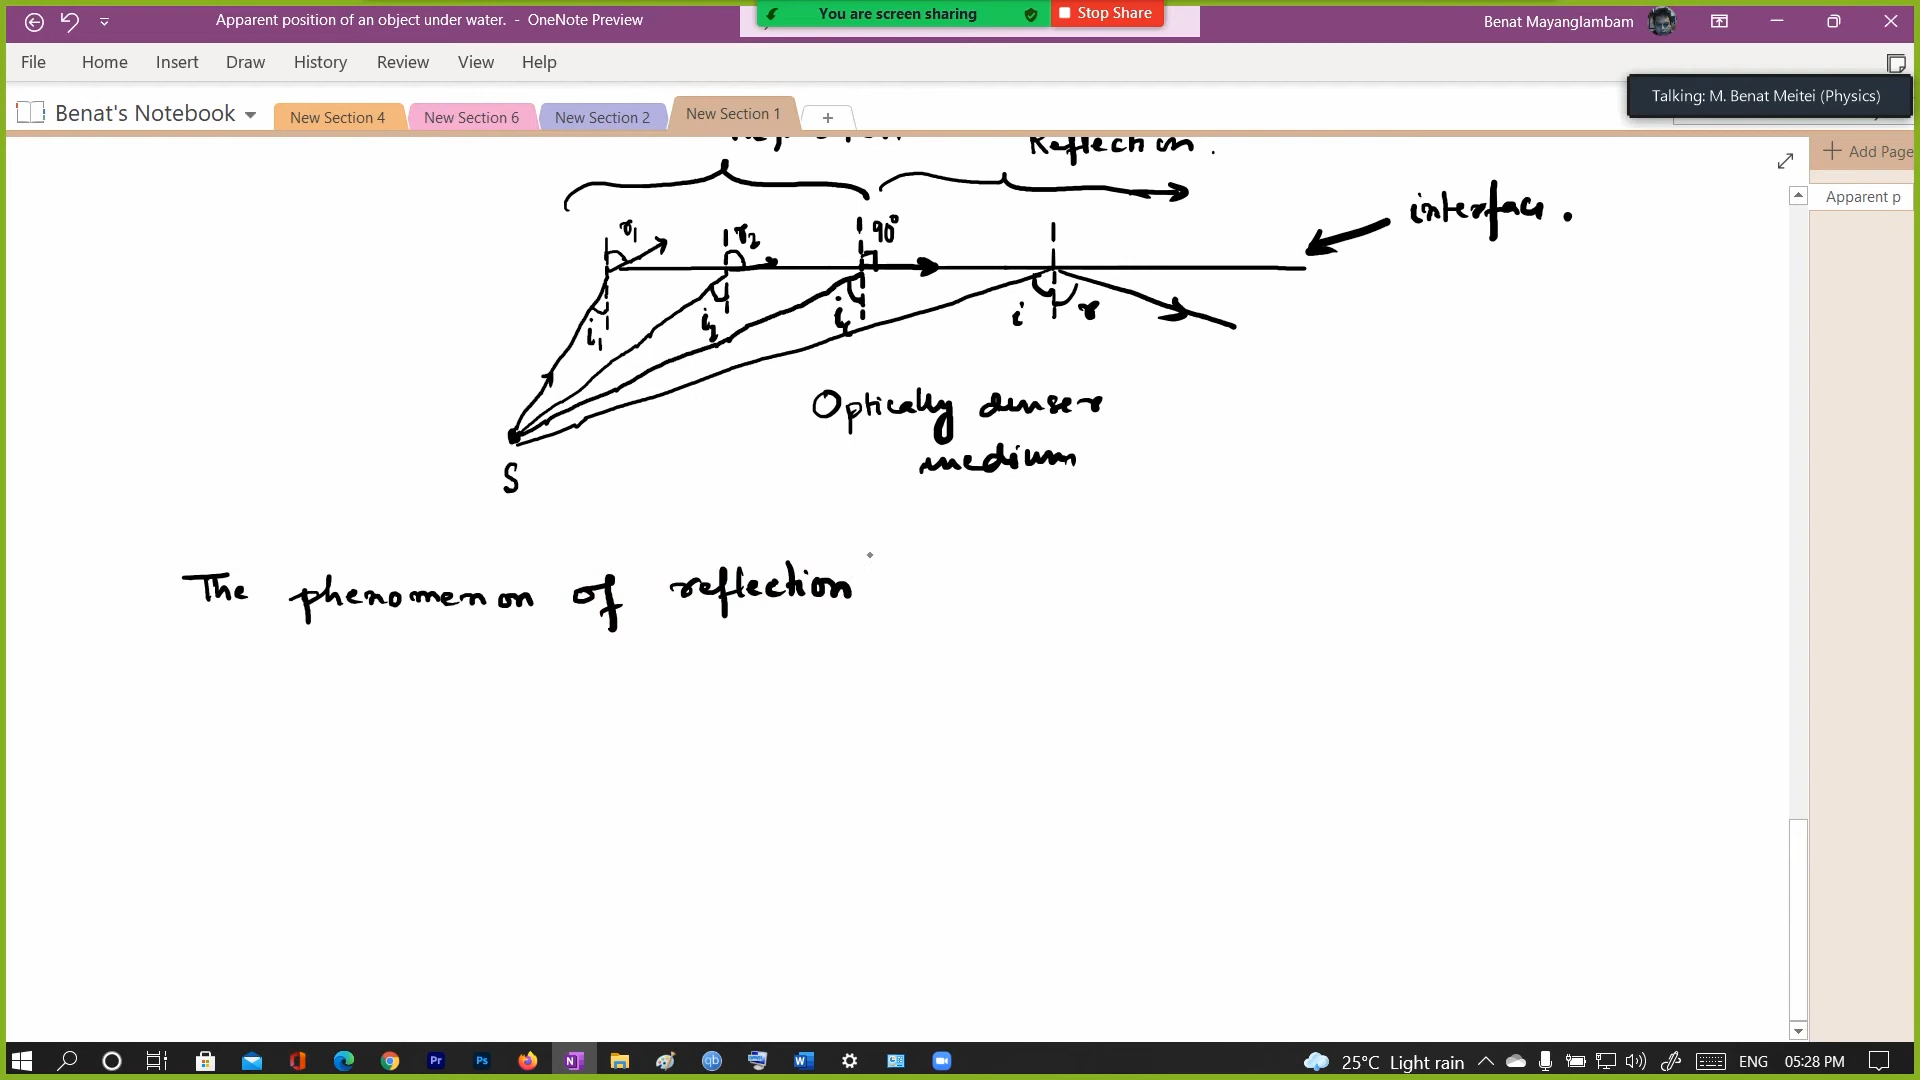 Apparent position of an object under water. - OneNote Preview
You are screen sharing
Stop Share
Benat Mayanglambam
File Home Insert Draw History Review View Help
Talking: M. Benat Meitei (Physics)
Benat's Notebook
New Section 4 New Section 6 New Section 2 New Section 1 +
Add Page
Apparent p
Reflection.
interface.
r1 r2 90°
i1 i2 ic i r
Optically denser
medium
S
The phenomenon of reflection
25°C Light rain ENG 05:28 PM